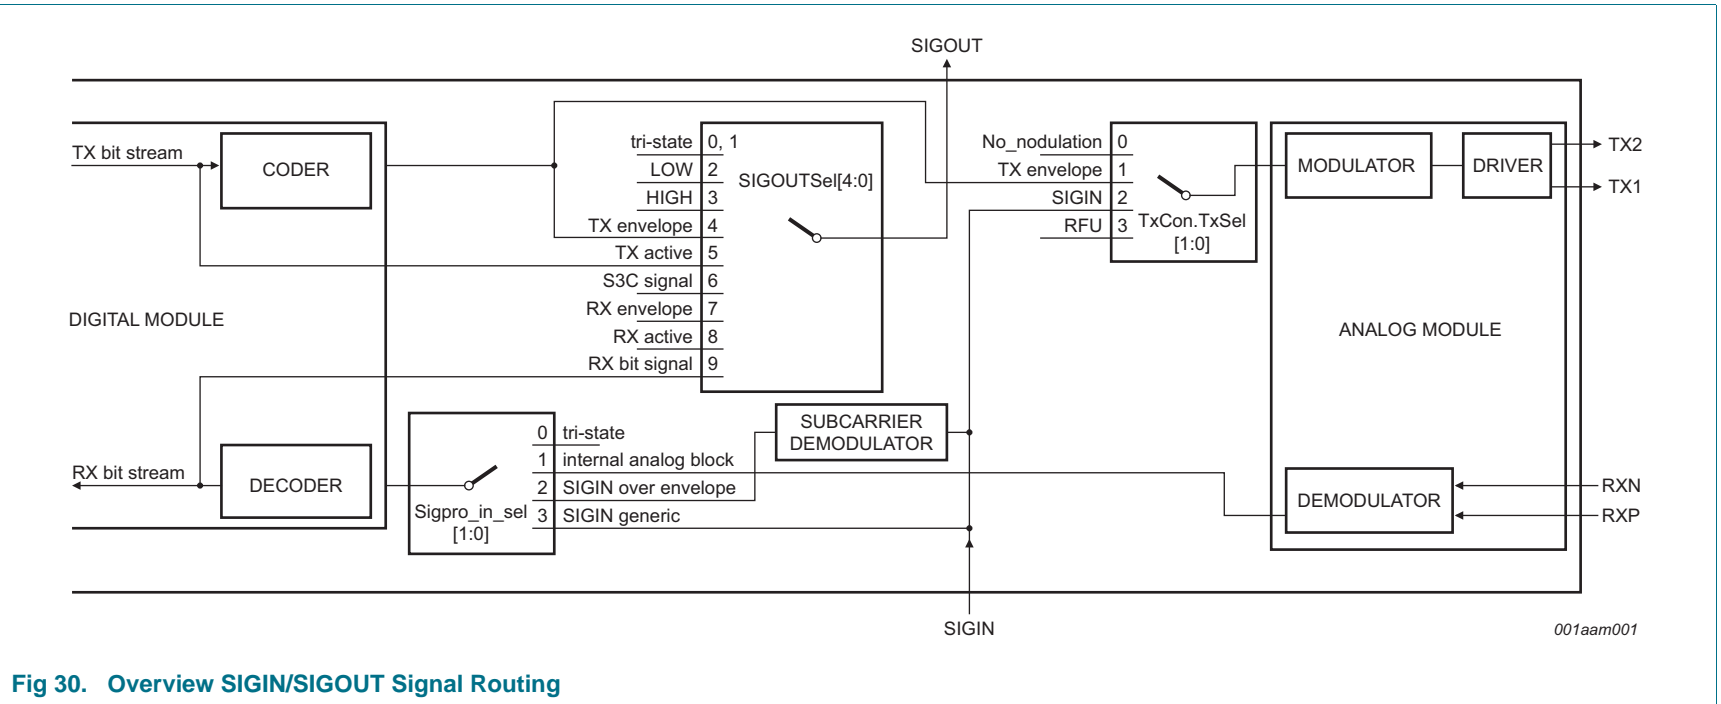 SIGOUT
TX bit stream
CODER
tri-state 0, 1
LOW 2
HIGH 3
TX envelope 4
TX active 5
S3C signal 6
RX envelope 7
RX active 8
RX bit signal 9
SIGOUTSel[4:0]
No_nodulation 0
TX envelope 1
SIGIN 2
RFU 3
TxCon.TxSel
[1:0]
MODULATOR
DRIVER
TX2
TX1
DIGITAL MODULE
ANALOG MODULE
RX bit stream
DECODER
Sigpro_in_sel
[1:0]
0 tri-state
1 internal analog block
2 SIGIN over envelope
3 SIGIN generic
SUBCARRIER
DEMODULATOR
DEMODULATOR
RXN
RXP
SIGIN
001aam001
Fig 30. Overview SIGIN/SIGOUT Signal Routing